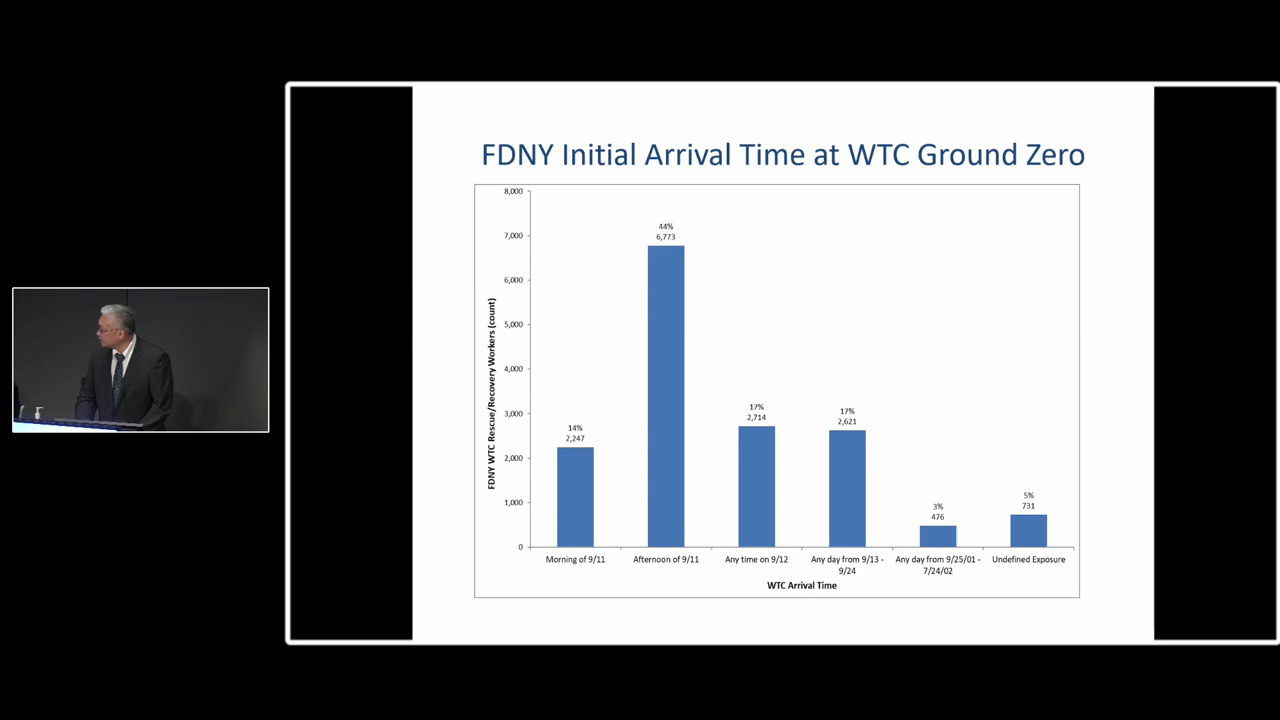 FDNY Initial Arrival Time at WTC Ground Zero
8,000
7,000
6,000
5,000
4,000
3,000
2,000
1,000
0
FDNY WTC Rescue/Recovery Workers (count)
14%
2,247
44%
6,773
17%
2,714
17%
2,621
3%
476
5%
731
Morning of 9/11
Afternoon of 9/11
Any time on 9/12
Any day from 9/13 -
9/24
Any day from 9/25/01 -
7/24/02
Undefined Exposure
WTC Arrival Time